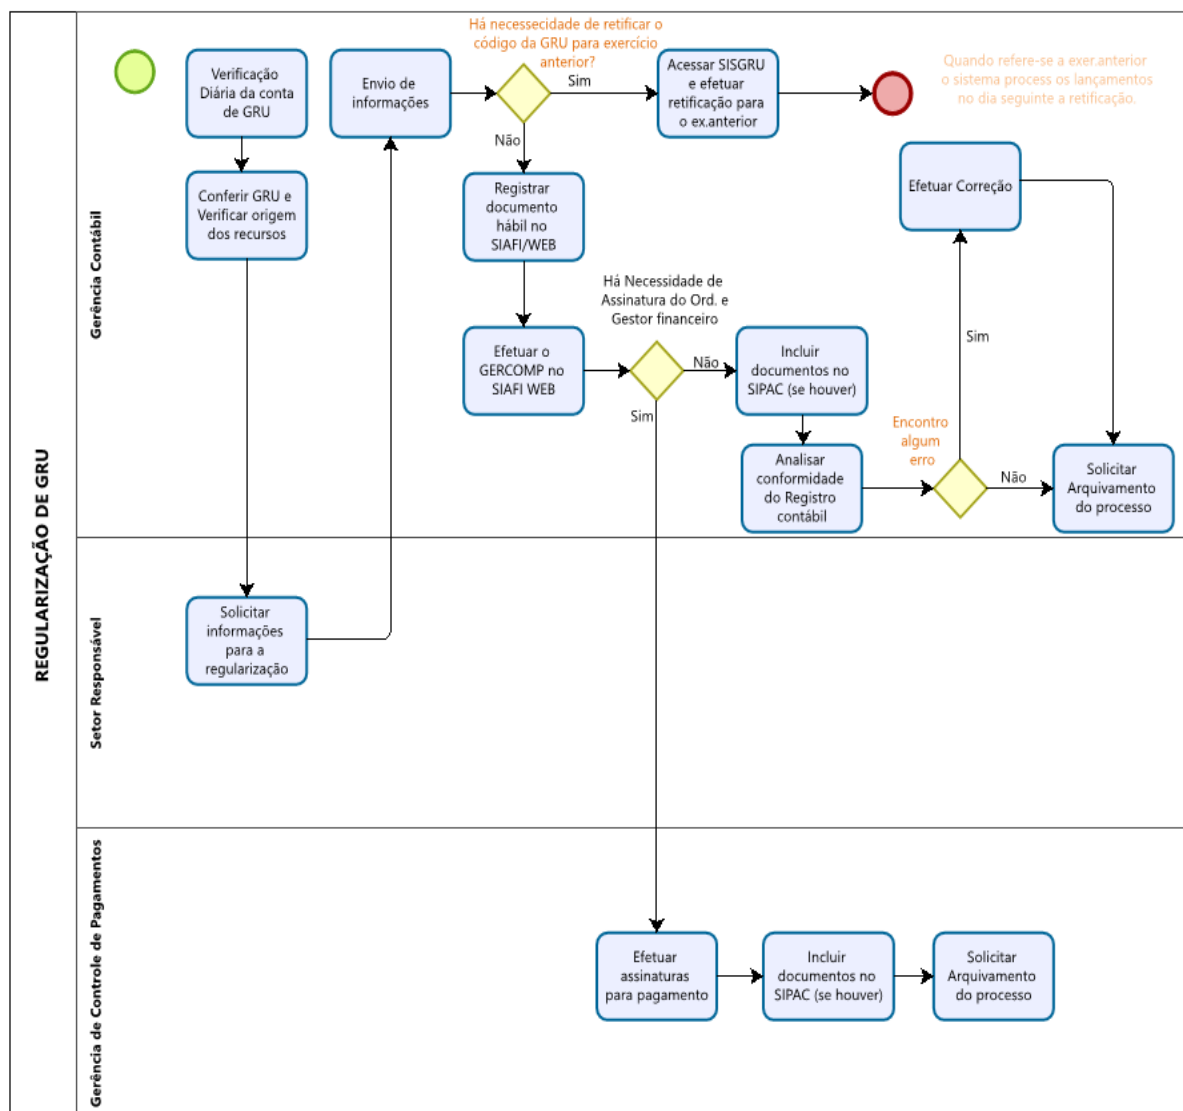 REGULARIZAÇÃO DE GRU
Gerência Contábil
Verificação
Diária da conta
de GRU
Conferir GRU e
Verificar origem
dos recursos
Envio de
informações
Há necessecidade de retificar o
código da GRU para exercício
anterior?
Sim
Não
Acessar SISGRU
e efetuar
retificação para
o ex.anterior
Quando refere-se a exer.anterior
o sistema process os lançamentos
no dia seguinte a retificação.
Registrar
documento
hábil no
SIAFI/WEB
Efetuar o
GERCOMP no
SIAFI WEB
Há Necessidade de
Assinatura do Ord. e
Gestor financeiro
Não
Sim
Incluir
documentos no
SIPAC (se houver)
Analisar
conformidade
do Registro
contábil
Encontro
algum
erro
Sim
Não
Efetuar Correção
Solicitar
Arquivamento
do processo
Setor Responsável
Solicitar
informações
para a
regularização
Gerência de Controle de Pagamentos
Efetuar
assinaturas
para pagamento
Incluir
documentos no
SIPAC (se houver)
Solicitar
Arquivamento
do processo